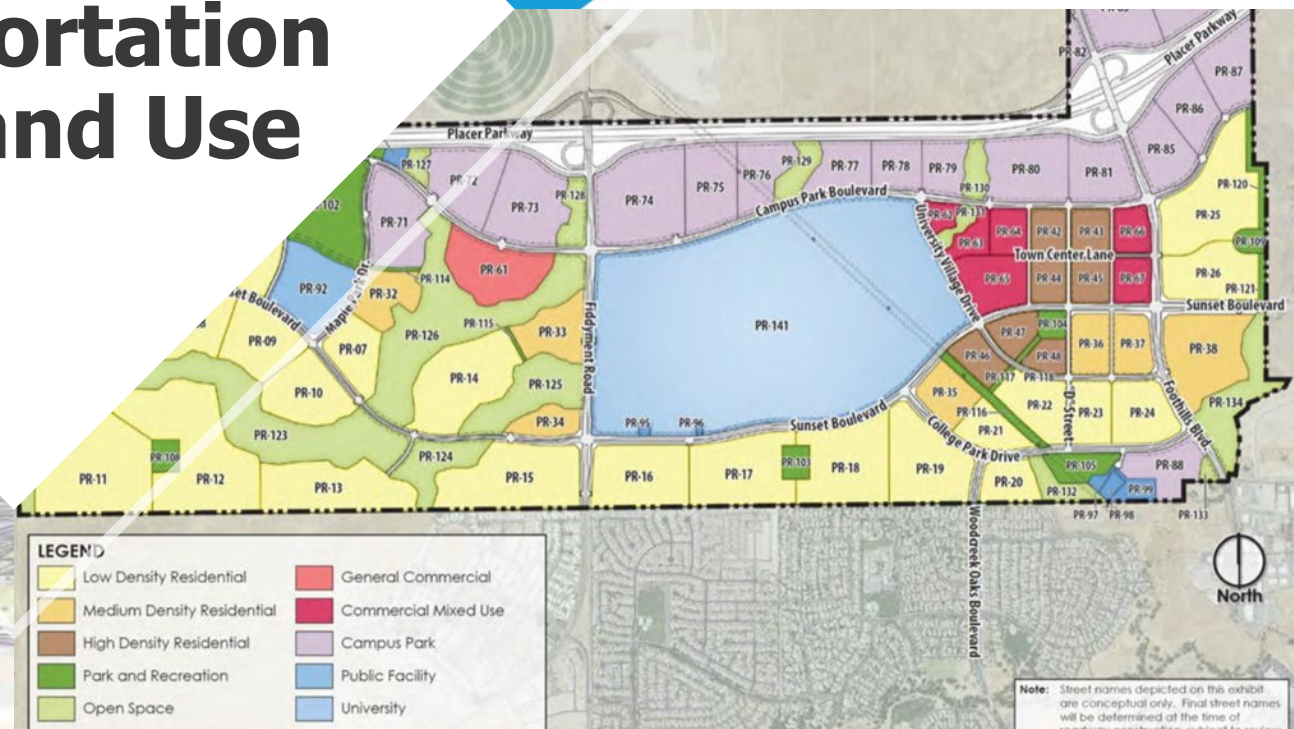 ortation
and Use
PR-82
Placer Parkway
PR-87
PR-86
PR-85
Placer Parkway
PR-127
PR-72
PR-128
PR-73
PR-74
PR-75
PR-76
PR-129
PR-77
PR-78
PR-79
PR-130
PR-80
PR-81
PR-120
102
PR-71
Campus Park Boulevard
PR-62
PR-131
PR-64
PR-42
PR-43
PR-66
PR-25
PR-63
PR-109
Town Center Lane
University Village Drive
PR-61
PR-114
PR-65
PR-44
PR-45
PR-67
PR-26
PR-121
Sunset Boulevard
PR-92
Maple Park Dr.
PR-32
set Boulevard
PR-09
PR-07
PR-126
PR-115
PR-33
Fiddyment Road
PR-141
PR-47
PR-104
PR-46
PR-48
PR-36
PR-37
PR-38
PR-10
PR-14
PR-125
PR-117
PR-118
PR-35
PR-116
PR-22
"D" Street
PR-23
PR-24
Foothills Blvd.
PR-134
PR-34
PR-95
PR-96
Sunset Boulevard
College Park Drive
PR-21
PR-123
PR-124
PR-11
PR-108
PR-12
PR-13
PR-15
PR-16
PR-17
PR-103
PR-18
PR-19
PR-20
PR-105
PR-88
PR-132
PR-99
PR-97
PR-98
PR-133
Woodcreek Oaks Boulevard
North
LEGEND
Low Density Residential
Medium Density Residential
High Density Residential
Park and Recreation
Open Space
General Commercial
Commercial Mixed Use
Campus Park
Public Facility
University
Note: Street names depicted on this exhibit
are conceptual only. Final street names
will be determined at the time of